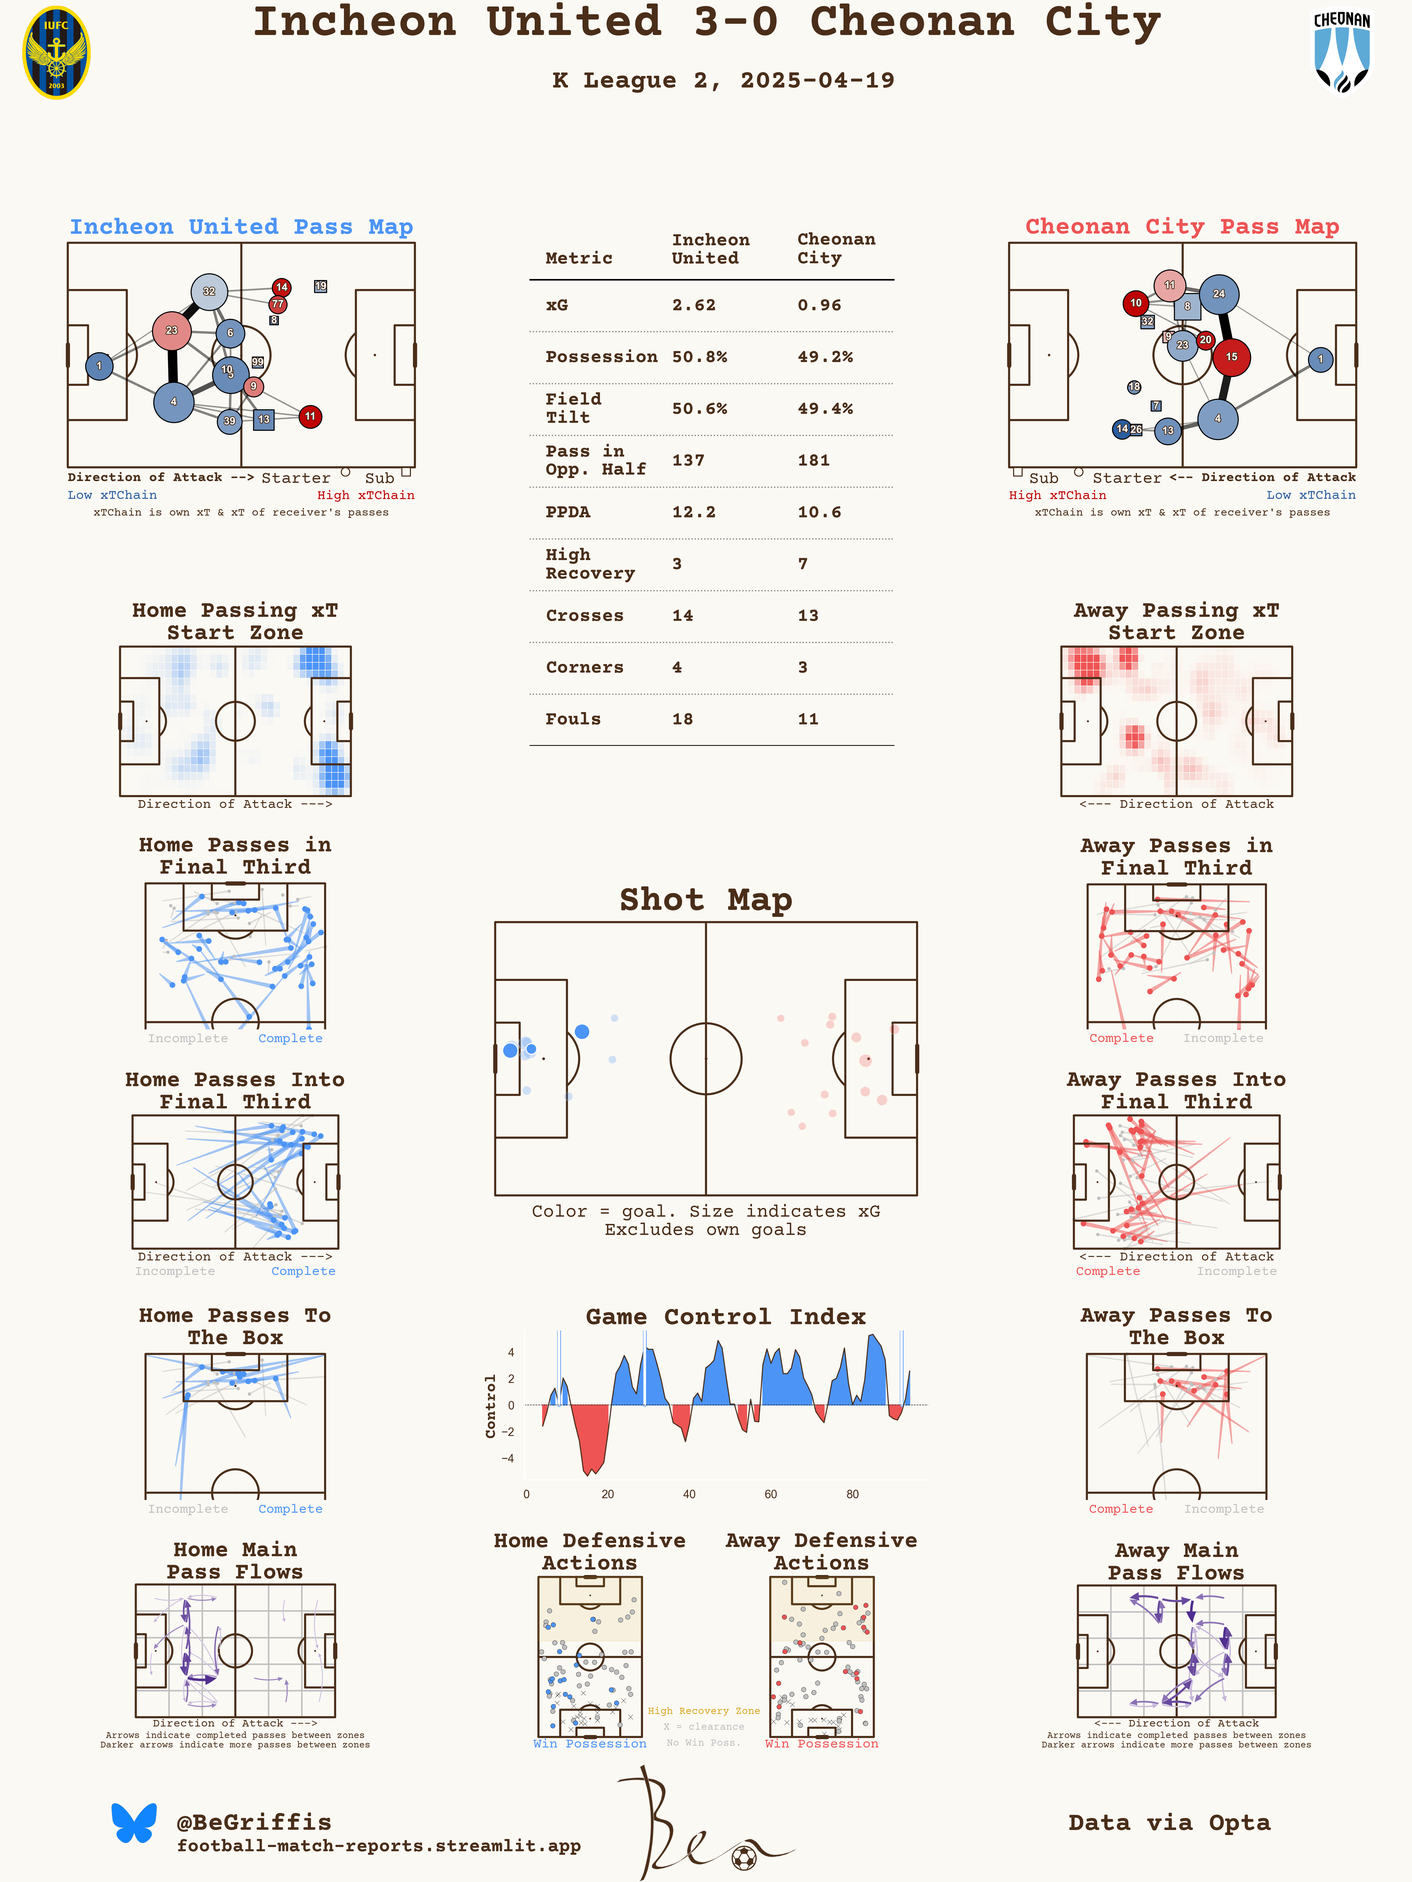 Incheon United 3-0 Cheonan City
K League 2, 2025-04-19
IUFC
2003
CHEONAN
Incheon United Pass Map
32
14
19
77
8
23
6
99
1
10
9
4
39
13
11
Direction of Attack --> Starter Sub
Low xTChain High xTChain
xTChain is own xT & xT of receiver's passes
Metric Incheon United Cheonan City
xG 2.62 0.96
Possession 50.8% 49.2%
Field Tilt 50.6% 49.4%
Pass in Opp. Half 137 181
PPDA 12.2 10.6
High Recovery 3 7
Crosses 14 13
Corners 4 3
Fouls 18 11
Cheonan City Pass Map
11
24
10
8
32
9
20
23
15
1
18
7
4
14
26
13
Sub Starter <-- Direction of Attack
High xTChain Low xTChain
xTChain is own xT & xT of receiver's passes
Home Passing xT
Start Zone
Direction of Attack --->
Away Passing xT
Start Zone
<--- Direction of Attack
Home Passes in
Final Third
Incomplete Complete
Away Passes in
Final Third
Complete Incomplete
Shot Map
Color = goal. Size indicates xG
Excludes own goals
Home Passes Into
Final Third
Direction of Attack --->
Incomplete Complete
Away Passes Into
Final Third
<--- Direction of Attack
Complete Incomplete
Home Passes To
The Box
Incomplete Complete
Game Control Index
Control
4
2
0
−2
−4
0 20 40 60 80
Away Passes To
The Box
Complete Incomplete
Home Main
Pass Flows
Direction of Attack --->
Arrows indicate completed passes between zones
Darker arrows indicate more passes between zones
Home Defensive
Actions
Win Possession
High Recovery Zone
X = clearance
No Win Poss.
Away Defensive
Actions
Win Possession
Away Main
Pass Flows
<--- Direction of Attack
Arrows indicate completed passes between zones
Darker arrows indicate more passes between zones
@BeGriffis
football-match-reports.streamlit.app
Ben
Data via Opta